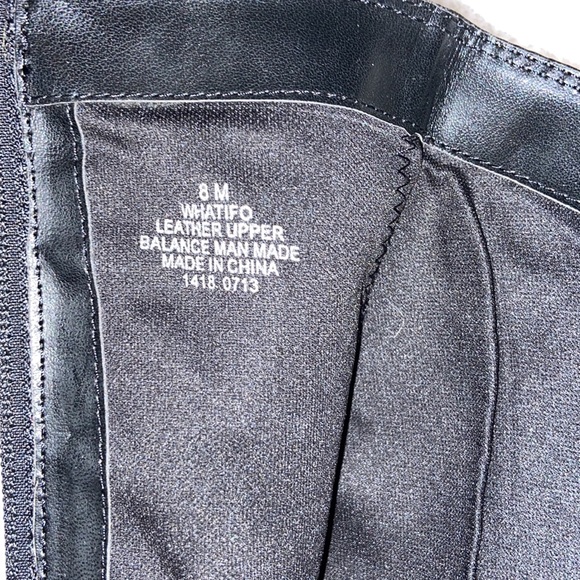 8 M
WHATIFO
LEATHER UPPER
BALANCE MAN MADE
MADE IN CHINA
1418 0713